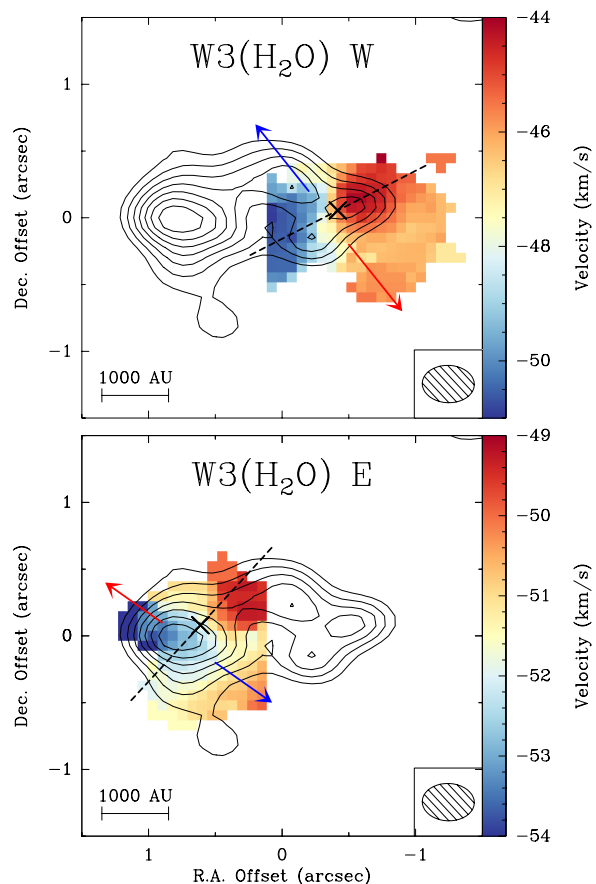 W3(H₂O) W
1
0
−1
Dec. Offset (arcsec)
1000 AU
−44
−46
−48
−50
Velocity (km/s)
W3(H₂O) E
1
0
−1
Dec. Offset (arcsec)
1000 AU
−49
−50
−51
−52
−53
−54
Velocity (km/s)
1
0
−1
R.A. Offset (arcsec)